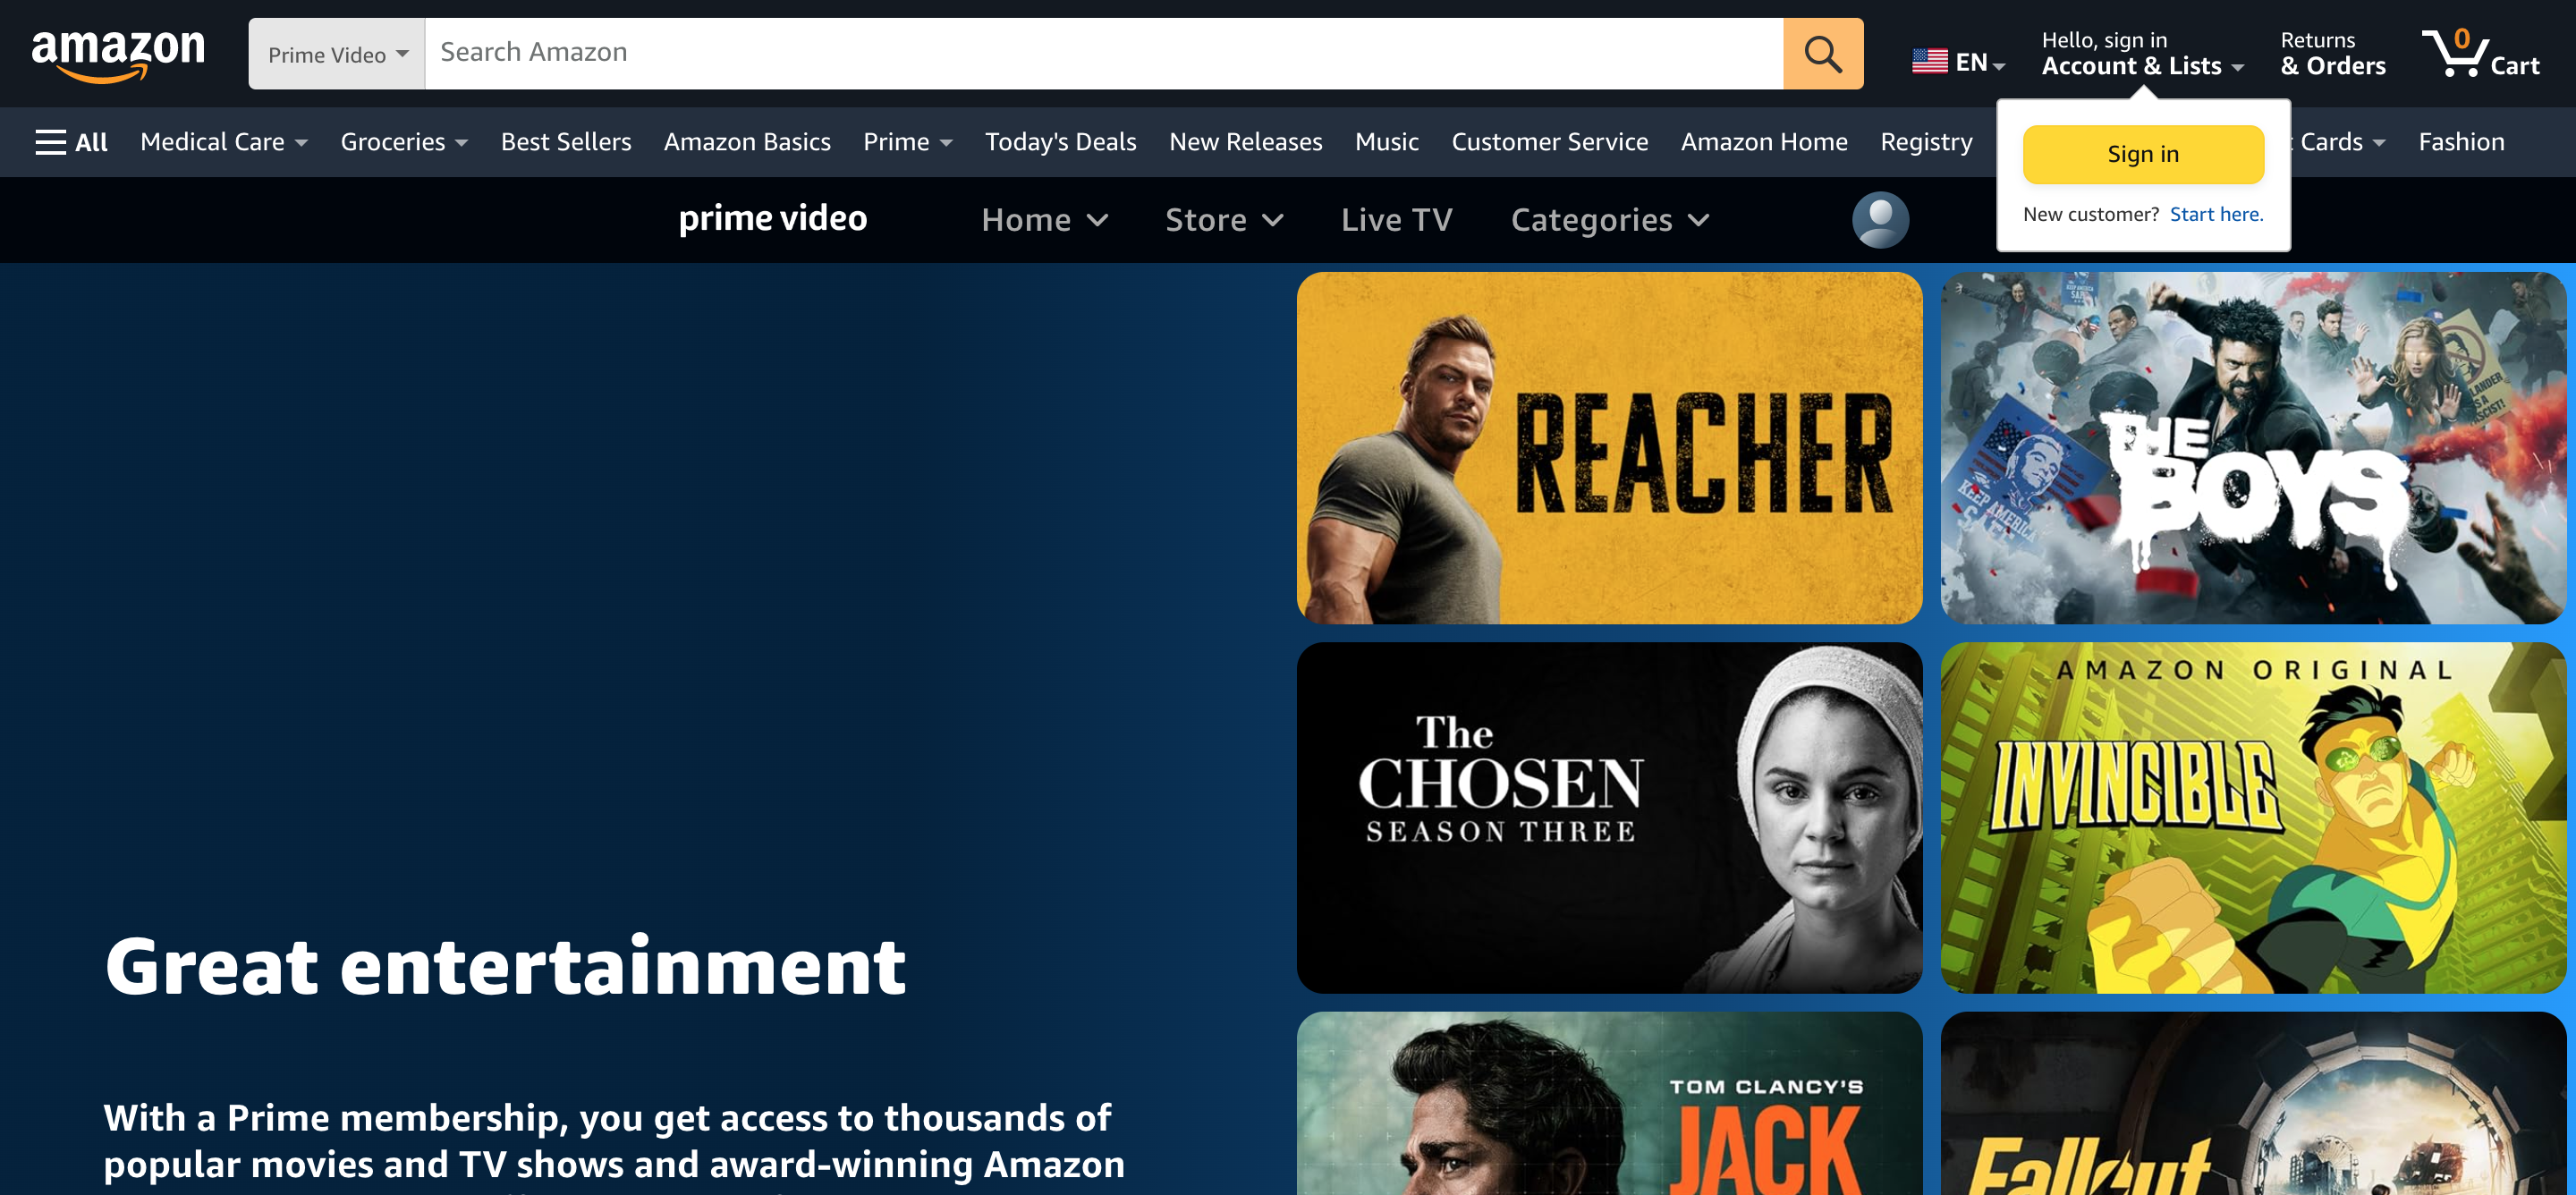 amazon
Prime Video
Search Amazon
EN
Hello, sign in
Account & Lists
Returns
& Orders
0
Cart
All
Medical Care
Groceries
Best Sellers
Amazon Basics
Prime
Today's Deals
New Releases
Music
Customer Service
Amazon Home
Registry
Cards
Fashion
Sign in
New customer? Start here.
prime video
Home
Store
Live TV
Categories
REACHER
KEEP AMERICA
THE
BOYS
AMAZON ORIGINAL
INVINCIBLE
The
CHOSEN
SEASON THREE
Great entertainment
With a Prime membership, you get access to thousands of
popular movies and TV shows and award-winning Amazon
TOM CLANCY'S
JACK
Fallout